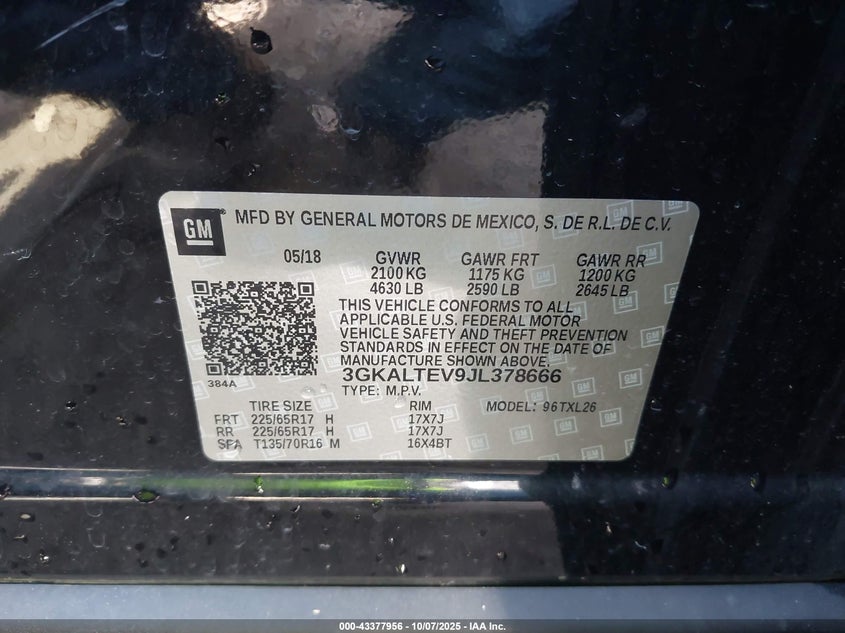 GM ® MFD BY GENERAL MOTORS DE MEXICO, S. DE R.L. DE C.V.
05/18 GVWR GAWR FRT GAWR RR
2100 KG 1175 KG 1200 KG
4630 LB 2590 LB 2645 LB
THIS VEHICLE CONFORMS TO ALL
APPLICABLE U.S. FEDERAL MOTOR
VEHICLE SAFETY AND THEFT PREVENTION
STANDARDS IN EFFECT ON THE DATE OF
MANUFACTURE SHOWN ABOVE.
384A 3GKALTEV9JL378666
TYPE: M.P.V.
TIRE SIZE RIM MODEL: 96TXL26
FRT 225/65R17 H 17X7J
RR 225/65R17 H 17X7J
SFA T135/70R16 M 16X4BT
000-43377956 - 10/07/2025 - IAA Inc.